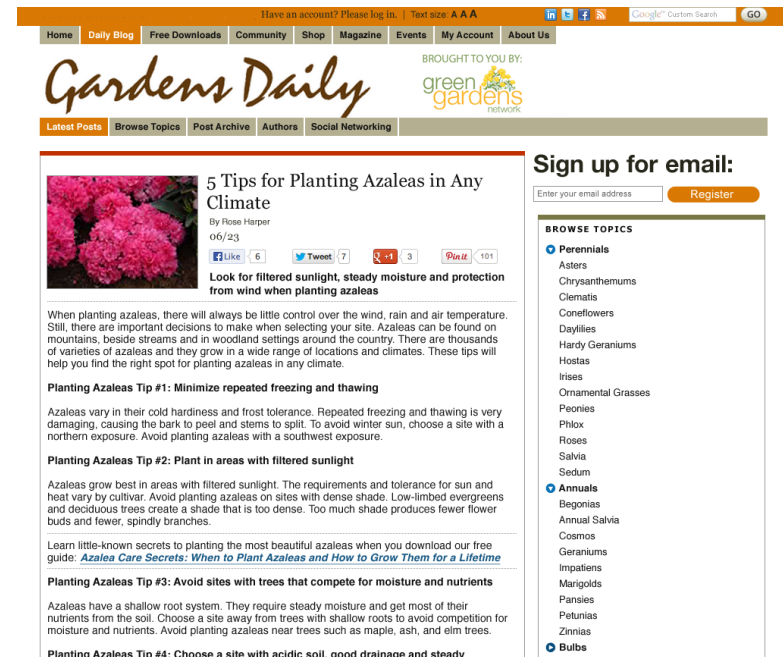 Have an account? Please log in. | Text size: A A A
Google™ Custom Search GO
Home Daily Blog Free Downloads Community Shop Magazine Events My Account About Us
Gardens Daily
BROUGHT TO YOU BY:
green gardens network
Latest Posts Browse Topics Post Archive Authors Social Networking
5 Tips for Planting Azaleas in Any
Climate
By Rose Harper
06/23
Like 6 Tweet 7 +1 3 Pin it 101
Look for filtered sunlight, steady moisture and protection
from wind when planting azaleas
When planting azaleas, there will always be little control over the wind, rain and air temperature.
Still, there are important decisions to make when selecting your site. Azaleas can be found on
mountains, beside streams and in woodland settings around the country. There are thousands
of varieties of azaleas and they grow in a wide range of locations and climates. These tips will
help you find the right spot for planting azaleas in any climate.
Planting Azaleas Tip #1: Minimize repeated freezing and thawing
Azaleas vary in their cold hardiness and frost tolerance. Repeated freezing and thawing is very
damaging, causing the bark to peel and stems to split. To avoid winter sun, choose a site with a
northern exposure. Avoid planting azaleas with a southwest exposure.
Planting Azaleas Tip #2: Plant in areas with filtered sunlight
Azaleas grow best in areas with filtered sunlight. The requirements and tolerance for sun and
heat vary by cultivar. Avoid planting azaleas on sites with dense shade. Low-limbed evergreens
and deciduous trees create a shade that is too dense. Too much shade produces fewer flower
buds and fewer, spindly branches.
Learn little-known secrets to planting the most beautiful azaleas when you download our free
guide: Azalea Care Secrets: When to Plant Azaleas and How to Grow Them for a Lifetime
Planting Azaleas Tip #3: Avoid sites with trees that compete for moisture and nutrients
Azaleas have a shallow root system. They require steady moisture and get most of their
nutrients from the soil. Choose a site away from trees with shallow roots to avoid competition for
moisture and nutrients. Avoid planting azaleas near trees such as maple, ash, and elm trees.
Planting Azaleas Tip #4: Choose a site with acidic soil, good drainage and steady
Sign up for email:
Enter your email address Register
BROWSE TOPICS
Perennials
Asters
Chrysanthemums
Clematis
Coneflowers
Daylilies
Hardy Geraniums
Hostas
Irises
Ornamental Grasses
Peonies
Phlox
Roses
Salvia
Sedum
Annuals
Begonias
Annual Salvia
Cosmos
Geraniums
Impatiens
Marigolds
Pansies
Petunias
Zinnias
Bulbs